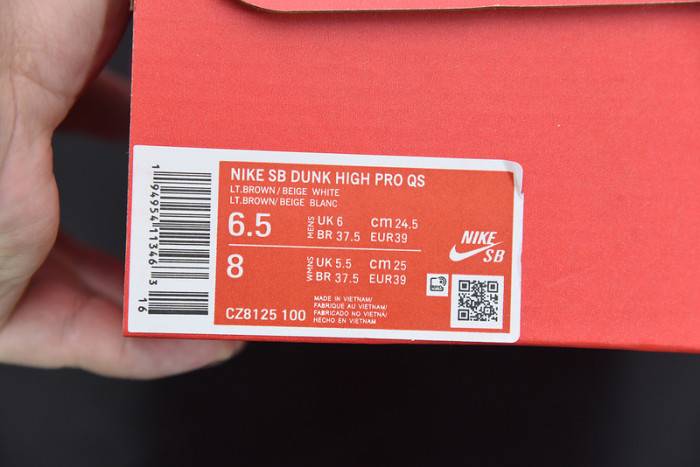 NIKE SB DUNK HIGH PRO QS
LT.BROWN/BEIGE WHITE
LT.BROWN/BEIGE BLANC
6.5 MENS UK 6 cm 24.5
BR 37.5 EUR39
8 WMNS UK 5.5 cm 25
BR 37.5 EUR39
CZ8125 100
MADE IN VIETNAM/
FABRIQUE AU VIETNAM/
FABRICADO NO VIETNÃ/
HECHO EN VIETNAM
NIKE
SB
1 94954 11346 3
16